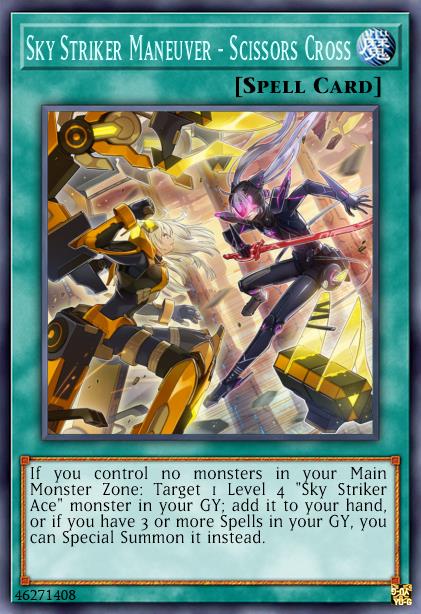 Sky Striker Maneuver - Scissors Cross
魔
[Spell Card]
If you control no monsters in your Main
Monster Zone: Target 1 Level 4 "Sky Striker
Ace" monster in your GY; add it to your hand,
or if you have 3 or more Spells in your GY, you
can Special Summon it instead.
46271408